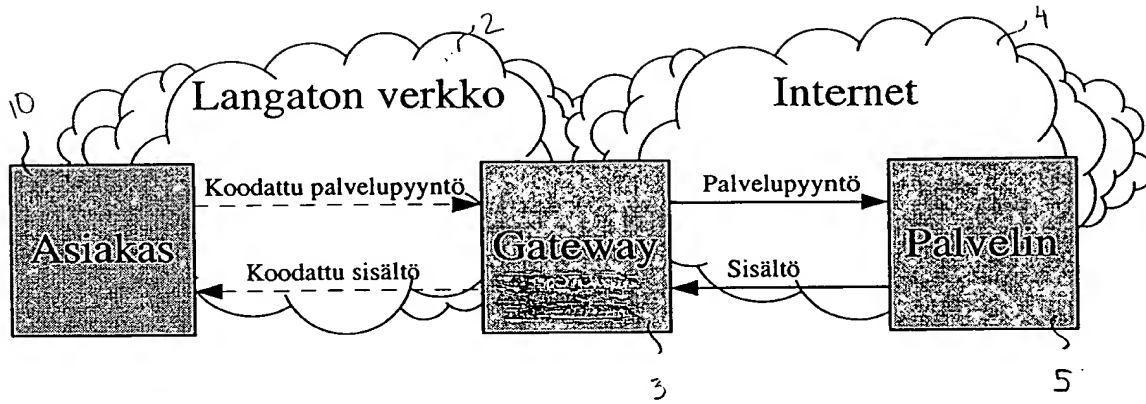 2
4
10
Langaton verkko
Internet
Koodattu palvelupyyntö
Palvelupyyntö
Asiakas
Gateway
Palvelin
Koodattu sisältö
Sisältö
3
5